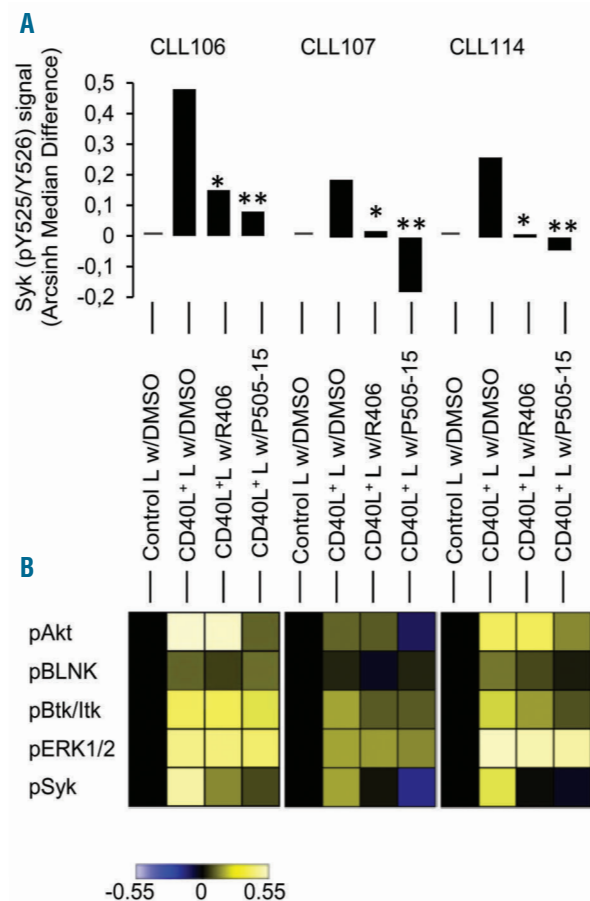 A
CLL106 CLL107 CLL114
Syk (pY525/Y526) signal
(Arcsinh Median Difference)
0,5
0,4
0,3
0,2
0,1
0
-0,1
-0,2
* ** * ** * **
Control L w/DMSO
CD40L⁺ L w/DMSO
CD40L⁺L w/R406
CD40L⁺ L w/P505-15
Control L w/DMSO
CD40L⁺ L w/DMSO
CD40L⁺ L w/R406
CD40L⁺ L w/P505-15
Control L w/DMSO
CD40L⁺ L w/DMSO
CD40L⁺ L w/R406
CD40L⁺ L w/P505-15
B
pAkt
pBLNK
pBtk/Itk
pERK1/2
pSyk
-0.55 0 0.55